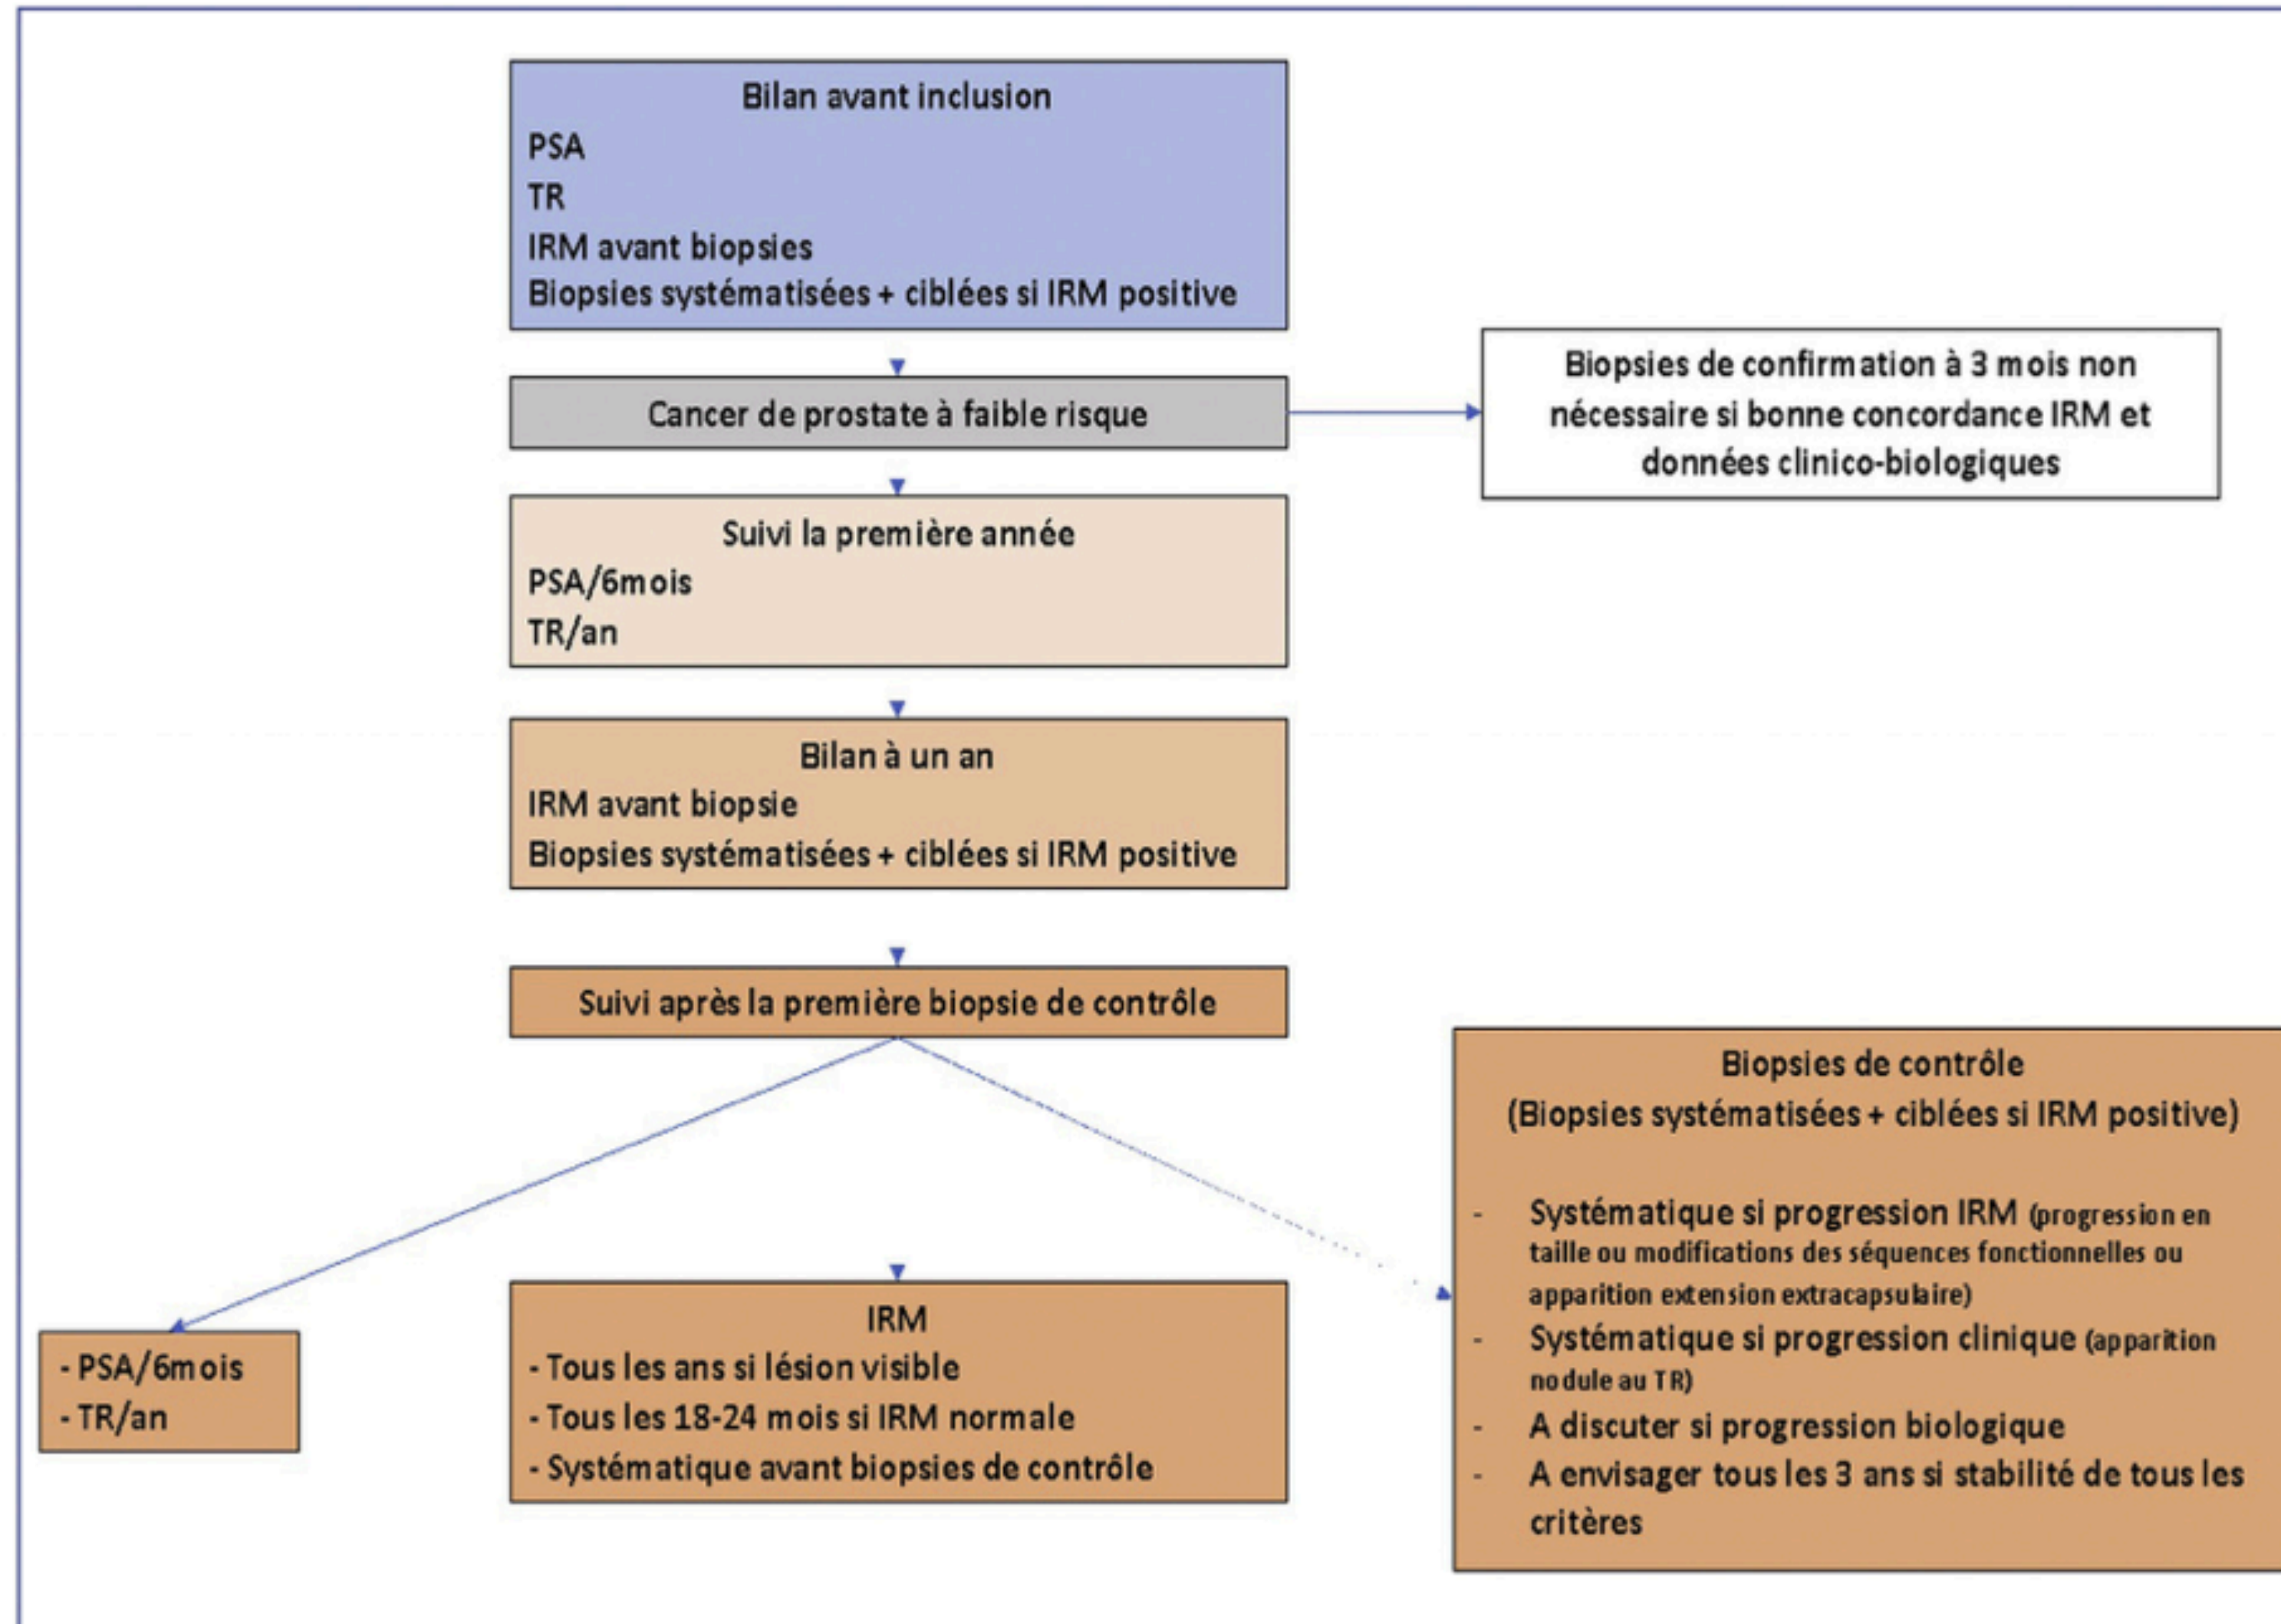 Bilan avant inclusion
PSA
TR
IRM avant biopsies
Biopsies systématisées + ciblées si IRM positive
Cancer de prostate à faible risque
Biopsies de confirmation à 3 mois non
nécessaire si bonne concordance IRM et
données clinico-biologiques
Suivi la première année
PSA/6mois
TR/an
Bilan à un an
IRM avant biopsie
Biopsies systématisées + ciblées si IRM positive
Suivi après la première biopsie de contrôle
- PSA/6mois
- TR/an
IRM
- Tous les ans si lésion visible
- Tous les 18-24 mois si IRM normale
- Systématique avant biopsies de contrôle
Biopsies de contrôle
(Biopsies systématisées + ciblées si IRM positive)
- Systématique si progression IRM (progression en
taille ou modifications des séquences fonctionnelles ou
apparition extension extracapsulaire)
- Systématique si progression clinique (apparition
nodule au TR)
- A discuter si progression biologique
- A envisager tous les 3 ans si stabilité de tous les
critères